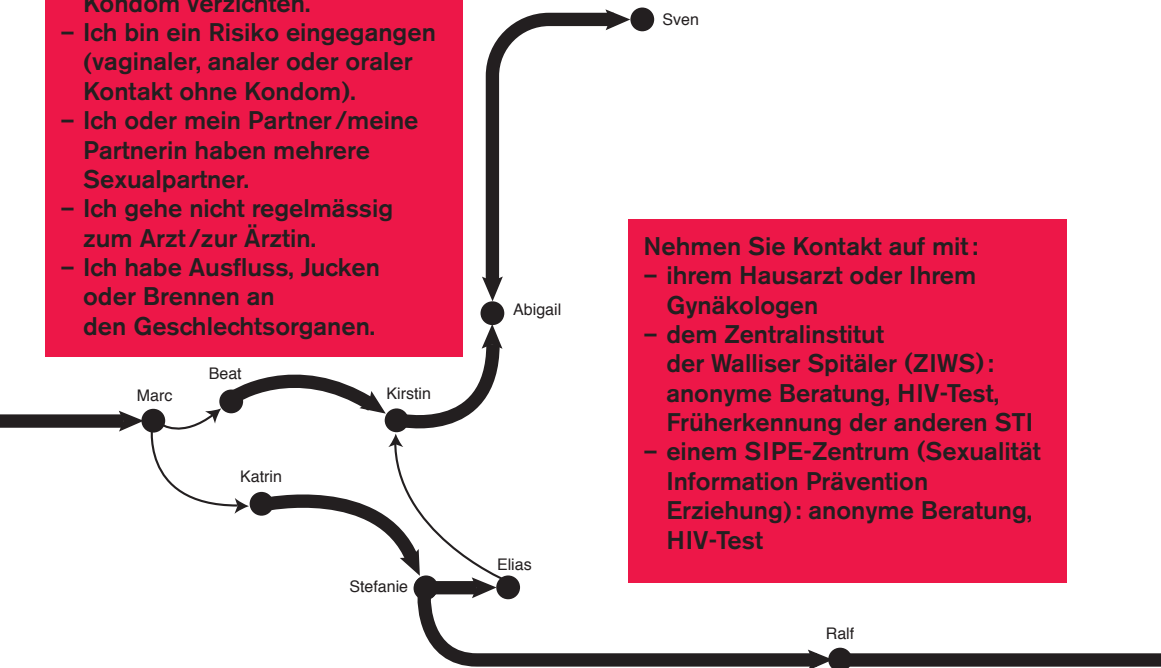 Kondom verzichten.
– Ich bin ein Risiko eingegangen
(vaginaler, analer oder oraler
Kontakt ohne Kondom).
– Ich oder mein Partner/meine
Partnerin haben mehrere
Sexualpartner.
– Ich gehe nicht regelmässig
zum Arzt/zur Ärztin.
– Ich habe Ausfluss, Jucken
oder Brennen an
den Geschlechtsorganen.
Sven
Abigail
Nehmen Sie Kontakt auf mit:
– ihrem Hausarzt oder Ihrem
Gynäkologen
– dem Zentralinstitut
der Walliser Spitäler (ZIWS):
anonyme Beratung, HIV-Test,
Früherkennung der anderen STI
– einem SIPE-Zentrum (Sexualität
Information Prävention
Erziehung): anonyme Beratung,
HIV-Test
Beat
Marc
Kirstin
Katrin
Elias
Stefanie
Ralf